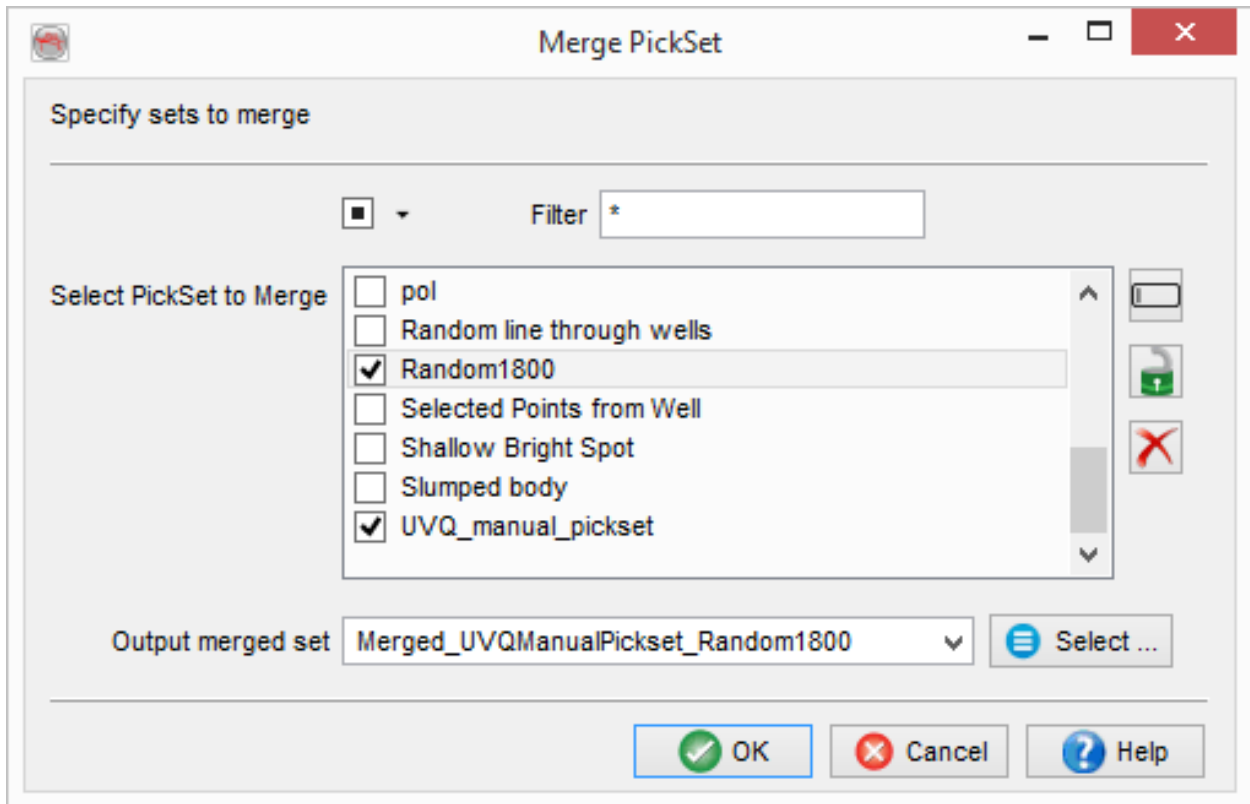 Merge PickSet
Specify sets to merge
Filter *
Select PickSet to Merge
pol
Random line through wells
Random1800
Selected Points from Well
Shallow Bright Spot
Slumped body
UVQ_manual_pickset
Output merged set Merged_UVQManualPickset_Random1800 Select ...
OK Cancel Help